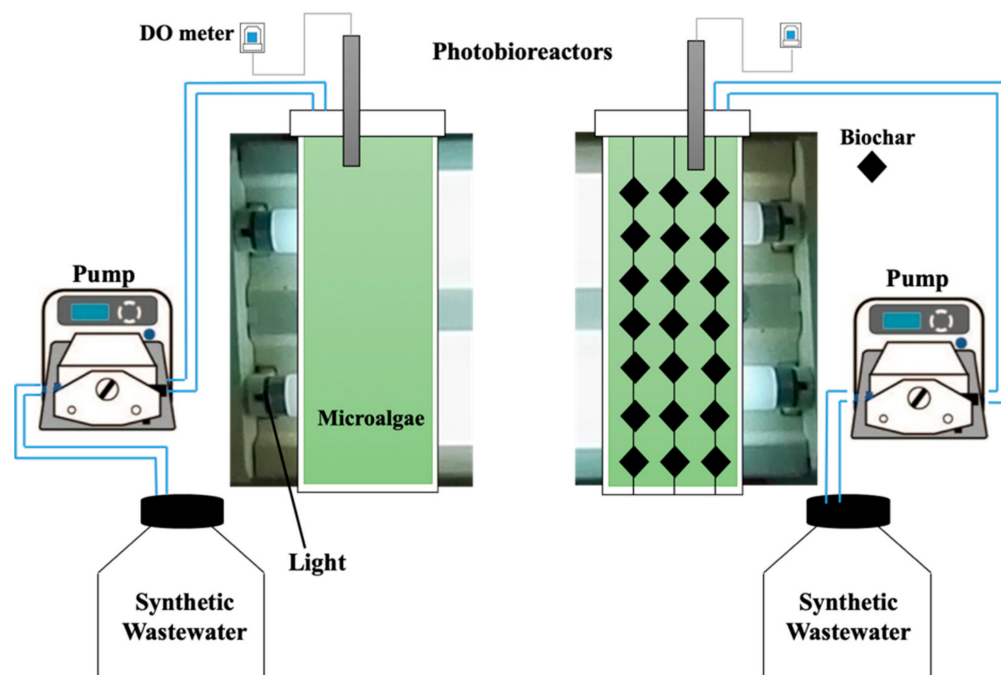 DO meter
Photobioreactors
Biochar
Pump
Pump
Microalgae
Light
Synthetic
Wastewater
Synthetic
Wastewater